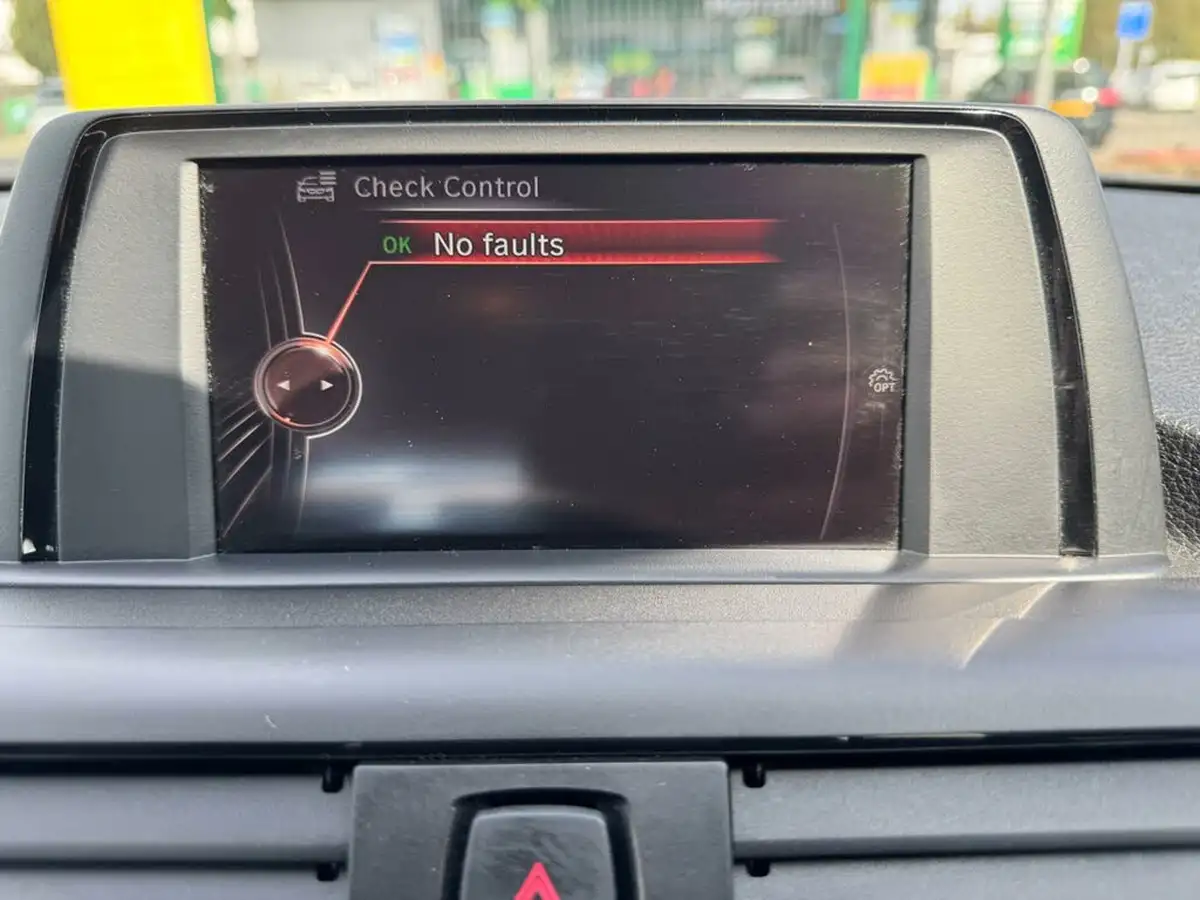 Check Control
OK No faults
OPT